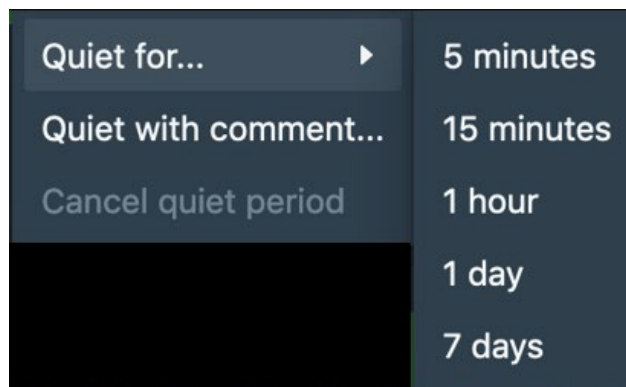 Quiet for...
Quiet with comment...
Cancel quiet period
5 minutes
15 minutes
1 hour
1 day
7 days